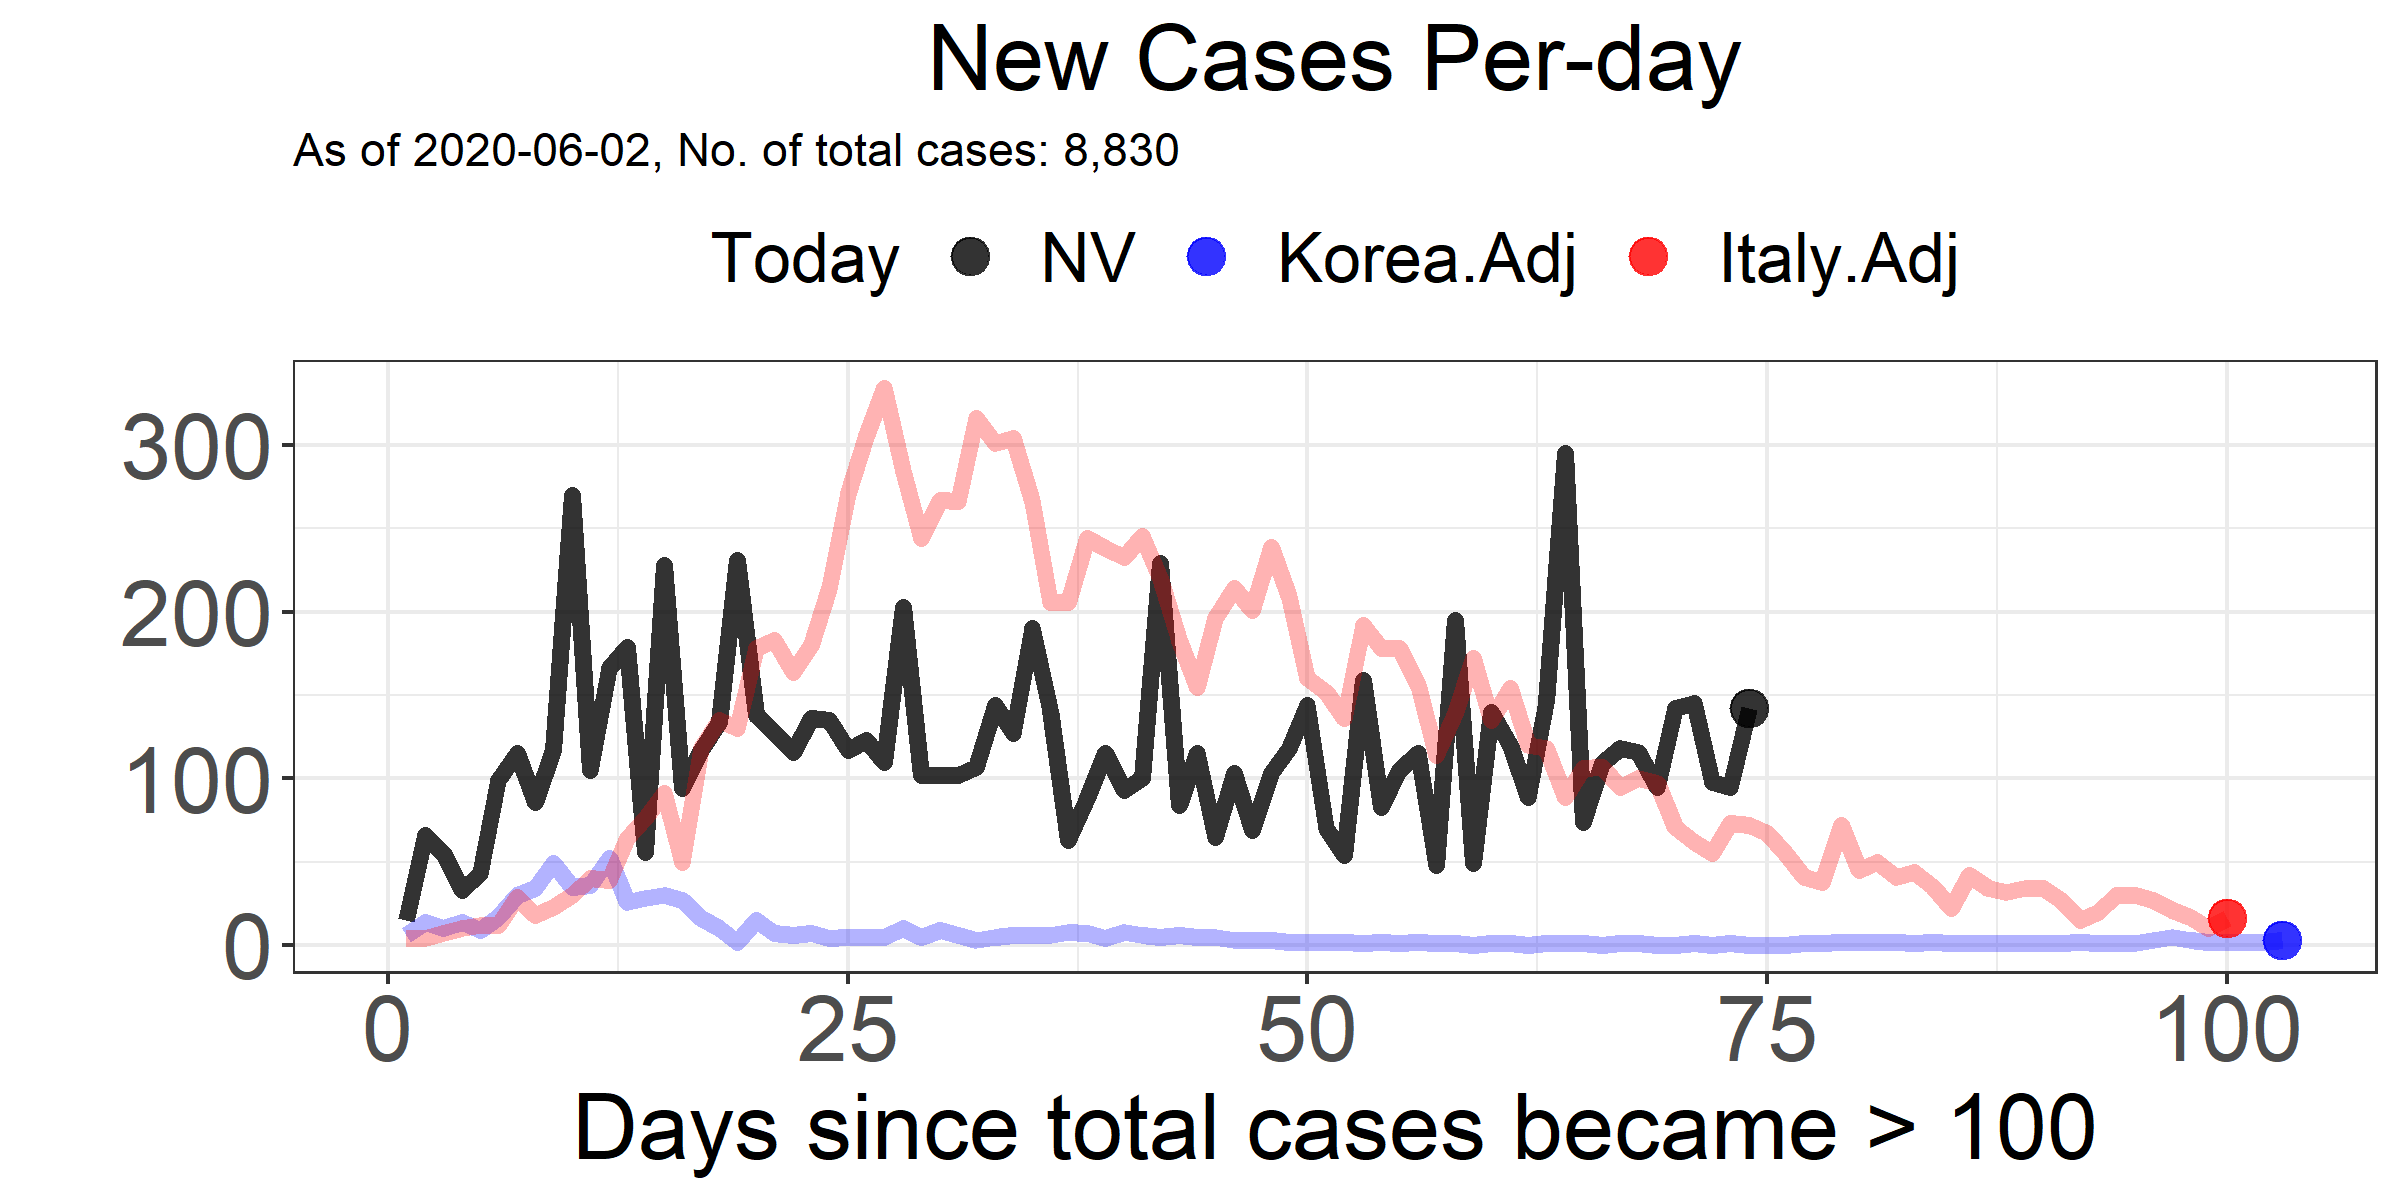 New Cases Per-day
As of 2020-06-02, No. of total cases: 8,830
Today NV Korea.Adj Italy.Adj
300
200
100
0
0 25 50 75 100
Days since total cases became > 100